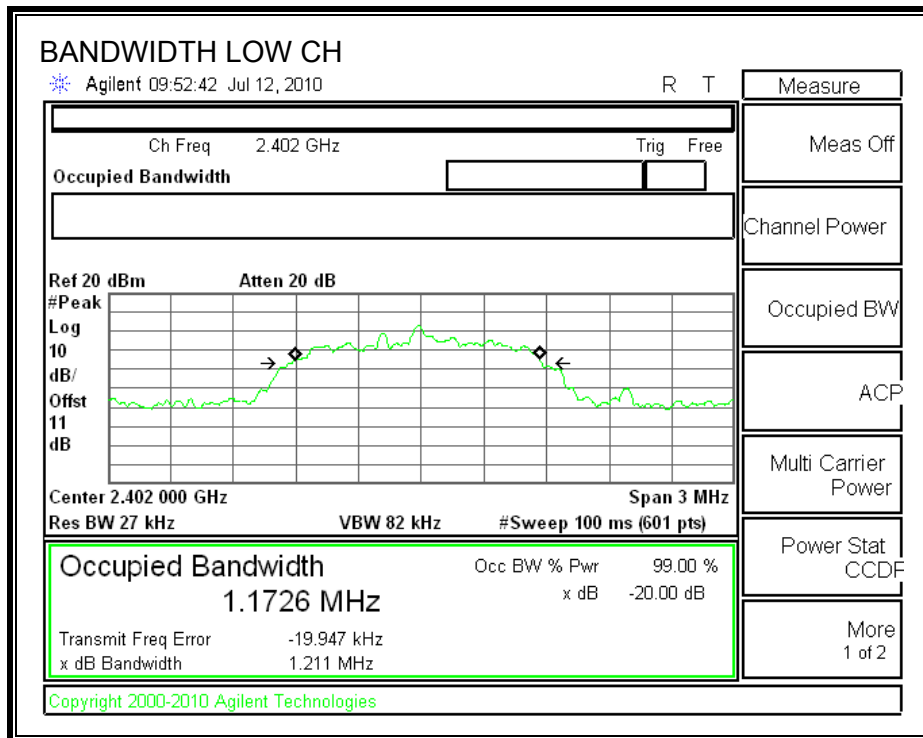 BANDWIDTH LOW CH
Agilent 09:52:42 Jul 12, 2010 R T
Measure
Ch Freq 2.402 GHz Trig Free
Occupied Bandwidth
Meas Off
Channel Power
Occupied BW
ACP
Multi Carrier
Power
Power Stat
CCDF
More
1 of 2
Ref 20 dBm Atten 20 dB
#Peak
Log
10
dB/
Offst
11
dB
Center 2.402 000 GHz Span 3 MHz
Res BW 27 kHz VBW 82 kHz #Sweep 100 ms (601 pts)
Occupied Bandwidth Occ BW % Pwr 99.00 %
1.1726 MHz x dB -20.00 dB
Transmit Freq Error -19.947 kHz
x dB Bandwidth 1.211 MHz
Copyright 2000-2010 Agilent Technologies